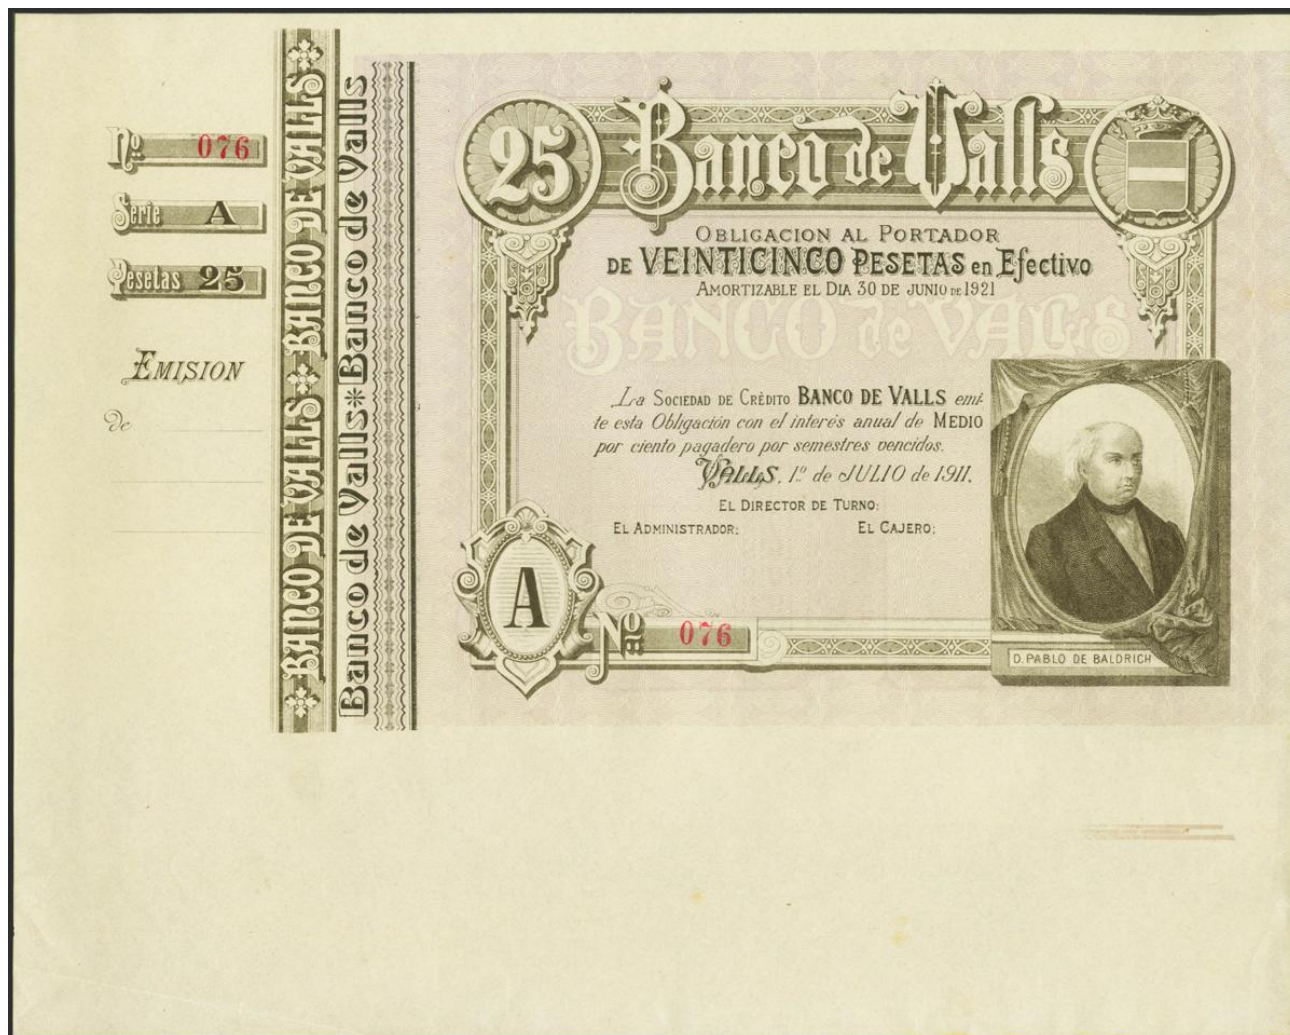 No. 076
Serie A
Pesetas 25
EMISION
de
BANCO DE VALLS BANCO DE VALLS
Banco de Valls * Banco de Valls
25 Banco de Valls
OBLIGACION AL PORTADOR
DE VEINTICINCO PESETAS en Efectivo
AMORTIZABLE EL DIA 30 DE JUNIO DE 1921
BANCO de VALLS
La SOCIEDAD DE CRÉDITO BANCO DE VALLS emi-
te esta Obligación con el interés anual de MEDIO
por ciento pagadero por semestres vencidos.
VALLS, 1º de JULIO de 1911.
EL DIRECTOR DE TURNO:
EL ADMINISTRADOR: EL CAJERO:
A
No. 076
D. PABLO DE BALDRICH